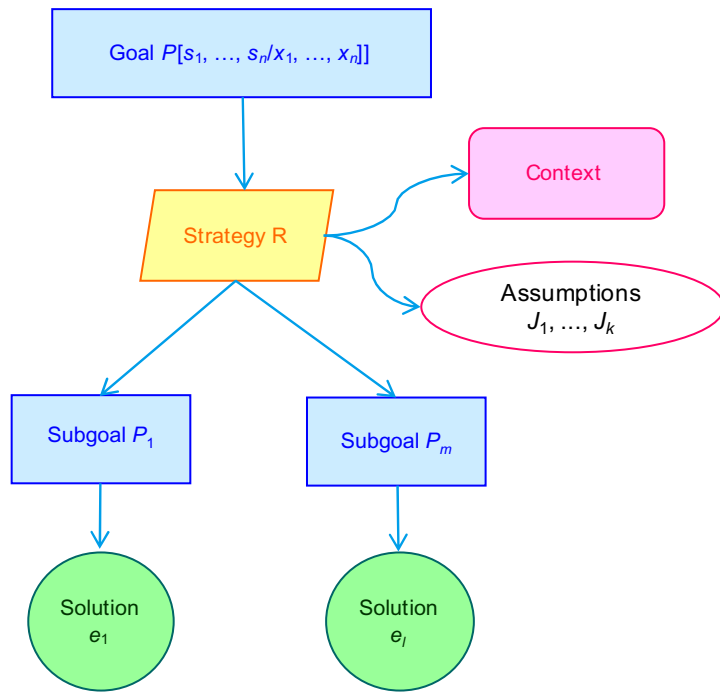 Goal P[s₁, …, sₙ/x₁, …, xₙ]]
Context
Strategy R
Assumptions
J₁, …, Jₖ
Subgoal P₁
Subgoal Pₘ
Solution
e₁
Solution
eₗ